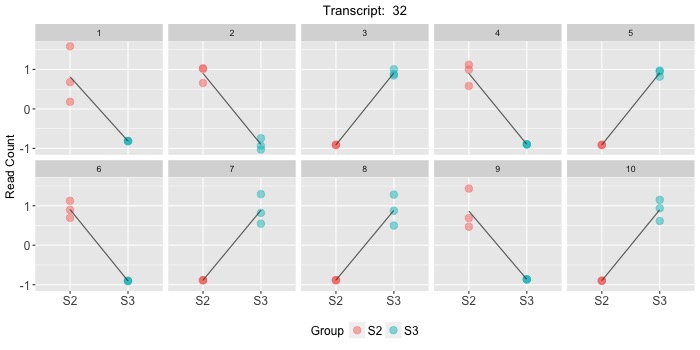 Transcript:  32
1 2 3 4 5
1
0
-1
6 7 8 9 10
1
0
-1
Read Count
S2 S3 S2 S3 S2 S3 S2 S3 S2 S3
Group S2 S3